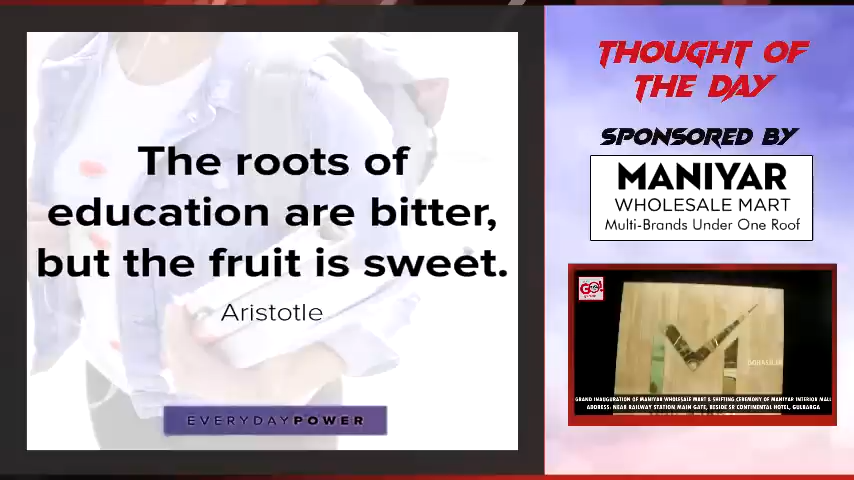 The roots of
education are bitter,
but the fruit is sweet.
Aristotle
EVERYDAYPOWER
THOUGHT OF
THE DAY
SPONSORED BY
MANIYAR
WHOLESALE MART
Multi-Brands Under One Roof
GO!
GRAND INAUGURATION OF MANIYAR WHOLESALE MART & SHIFTING CEREMONY OF MANIYAR INTERIOR MALL
ADDRESS: NEAR RAILWAY STATION MAIN GATE, BESIDE SR CONTINENTAL HOTEL, GULBARGA